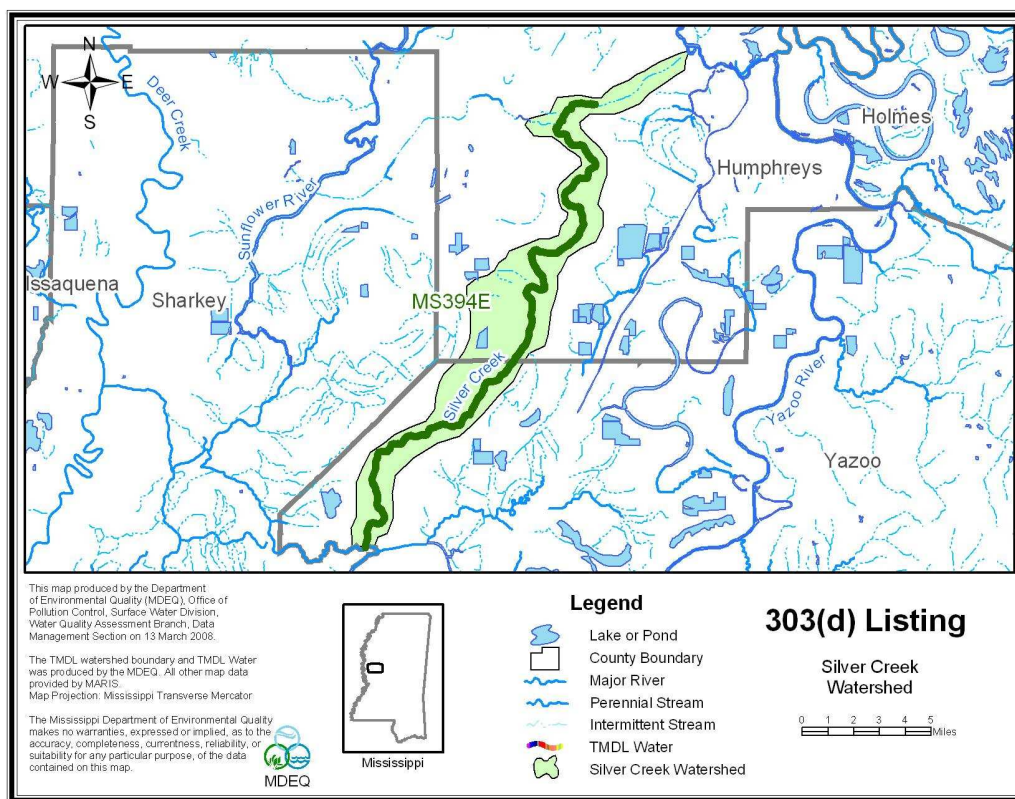 N
W E
S
Deer Creek
Sunflower River
Holmes
Humphreys
Issaquena
Sharkey
MS394E
Silver Creek
Yazoo River
Yazoo
This map produced by the Department
of Environmental Quality (MDEQ), Office of
Pollution Control, Surface Water Division,
Water Quality Assessment Branch, Data
Management Section on 13 March 2008.
The TMDL watershed boundary and TMDL Water
was produced by the MDEQ. All other map data
provided by MARIS.
Map Projection: Mississippi Transverse Mercator
The Mississippi Department of Environmental Quality
makes no warranties, expressed or implied, as to the
accuracy, completeness, currentness, reliability, or
suitability for any particular purpose, of the data
contained on this map.
MDEQ
Mississippi
Legend
Lake or Pond
County Boundary
Major River
Perennial Stream
Intermittent Stream
TMDL Water
Silver Creek Watershed
303(d) Listing
Silver Creek
Watershed
0 1 2 3 4 5
Miles